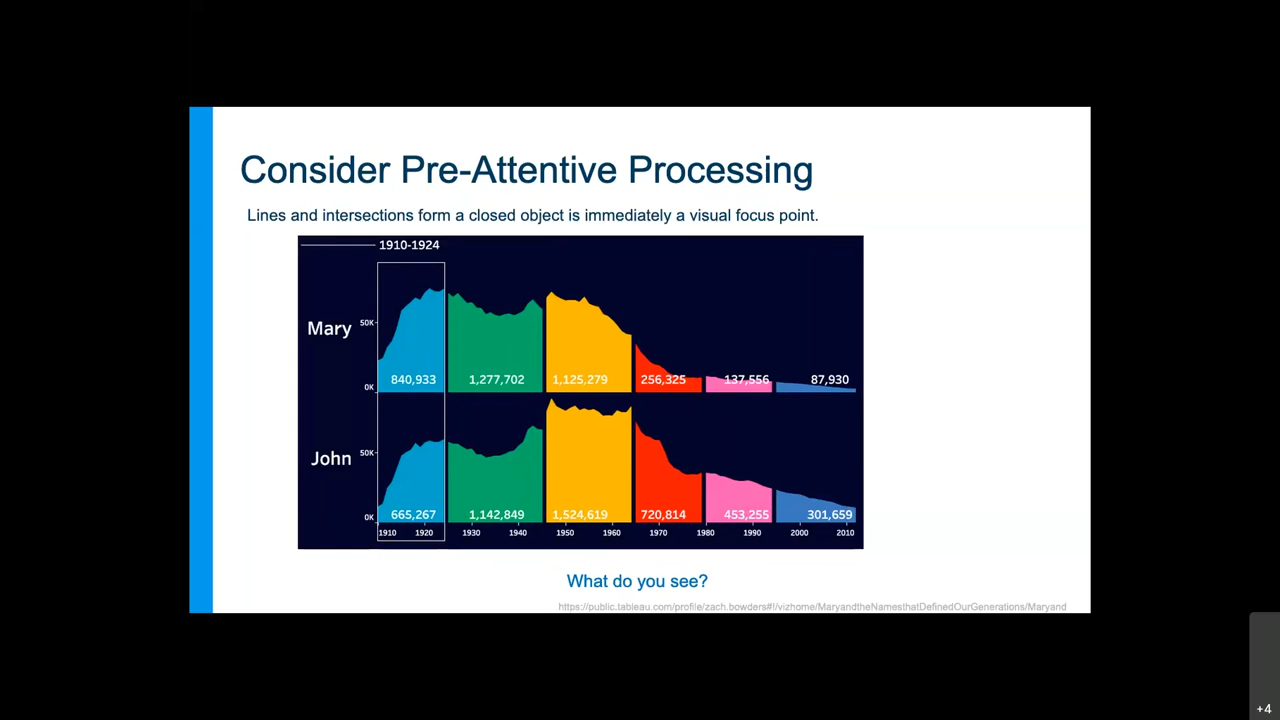 Consider Pre-Attentive Processing
Lines and intersections form a closed object is immediately a visual focus point.
1910-1924
Mary
50K
0K
840,933 1,277,702 1,125,279 256,325 137,556 87,930
John
50K
0K
665,267 1,142,849 1,524,619 720,814 453,255 301,659
1910 1920 1930 1940 1950 1960 1970 1980 1990 2000 2010
What do you see?
https://public.tableau.com/profile/zach.bowders#!/vizhome/MaryandtheNamesthatDefinedOurGenerations/Maryand
+4